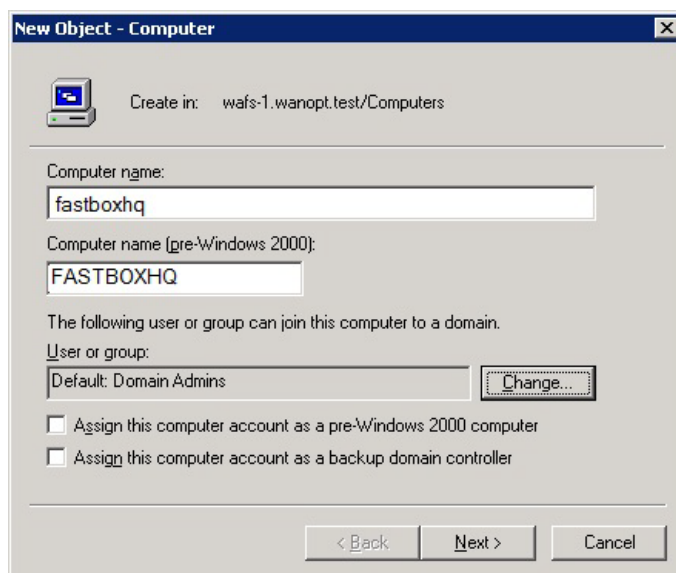 New Object - Computer
Create in: wafs-1.wanopt.test/Computers
Computer name:
fastboxhq
Computer name (pre-Windows 2000):
FASTBOXHQ
The following user or group can join this computer to a domain.
User or group:
Default: Domain Admins
Change...
Assign this computer account as a pre-Windows 2000 computer
Assign this computer account as a backup domain controller
< Back
Next >
Cancel